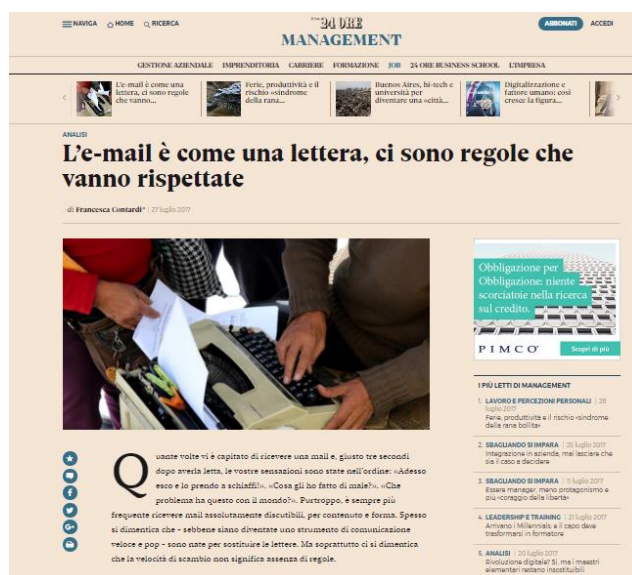 NAVIGA HOME RICERCA
24 ORE
MANAGEMENT
ABBONATI ACCEDI
GESTIONE AZIENDALE IMPRENDITORIA CARRIERE FORMAZIONE JOB 24 ORE BUSINESS SCHOOL L'IMPRESA
L'e-mail è come una lettera, ci sono regole che vanno...
Ferie, produttività e il rischio «sindrome della rana...
Buenos Aires, hi-tech e università per diventare una «città...
Digitalizzazione e fattore umano: così cresce la figura...
ANALISI
L'e-mail è come una lettera, ci sono regole che
vanno rispettate
di Francesca Contardi* | 27 luglio 2017
Obbligazione per
Obbligazione: niente
scorciatoie nella ricerca
sul credito.
PIMCO Scopri di più
I PIÙ LETTI DI MANAGEMENT
1. LAVORO E PERCEZIONI PERSONALI | 26
luglio 2017
Ferie, produttività e il rischio «sindrome
della rana bollita»
2. SBAGLIANDO SI IMPARA | 25 luglio 2017
Integrazione in azienda, mai lasciare che
sia il caso a decidere
3. SBAGLIANDO SI IMPARA | 11 luglio 2017
Essere manager: meno protagonismo e
più «coraggio della libertà»
4. LEADERSHIP E TRAINING | 21 luglio 2017
Arrivano i Millennials: e il capo deve
trasformarsi in formatore
5. ANALISI | 20 luglio 2017
Rivoluzione digitale? Sì, ma i maestri
elementari restano insostituibili
Quante volte vi è capitato di ricevere una mail e, giusto tre secondi
dopo averla letta, le vostre sensazioni sono state nell'ordine: «Adesso
esco e lo prendo a schiaffi!». «Cosa gli ho fatto di male?». «Che
problema ha questo con il mondo?». Purtroppo, è sempre più
frequente ricevere mail assolutamente discutibili, per contenuto e forma. Spesso
si dimentica che - sebbene siano diventate uno strumento di comunicazione
veloce e pop - sono nate per sostituire le lettere. Ma soprattutto ci si dimentica
che la velocità di scambio non significa assenza di regole.